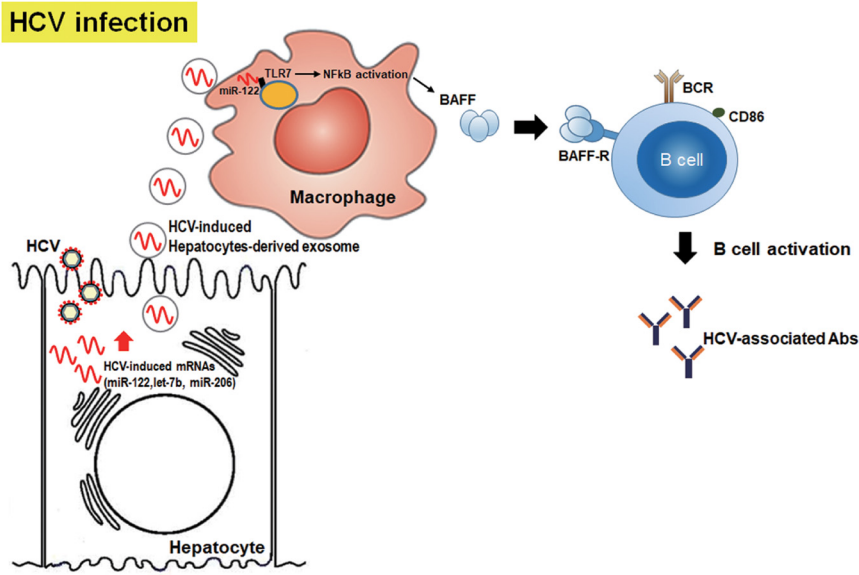 HCV infection
TLR7
NFkB activation
miR-122
BAFF
Macrophage
BCR
CD86
BAFF-R
B cell
HCV-induced
Hepatocytes-derived exosome
HCV
B cell activation
HCV-associated Abs
HCV-induced mRNAs
(miR-122,let-7b, miR-206)
Hepatocyte